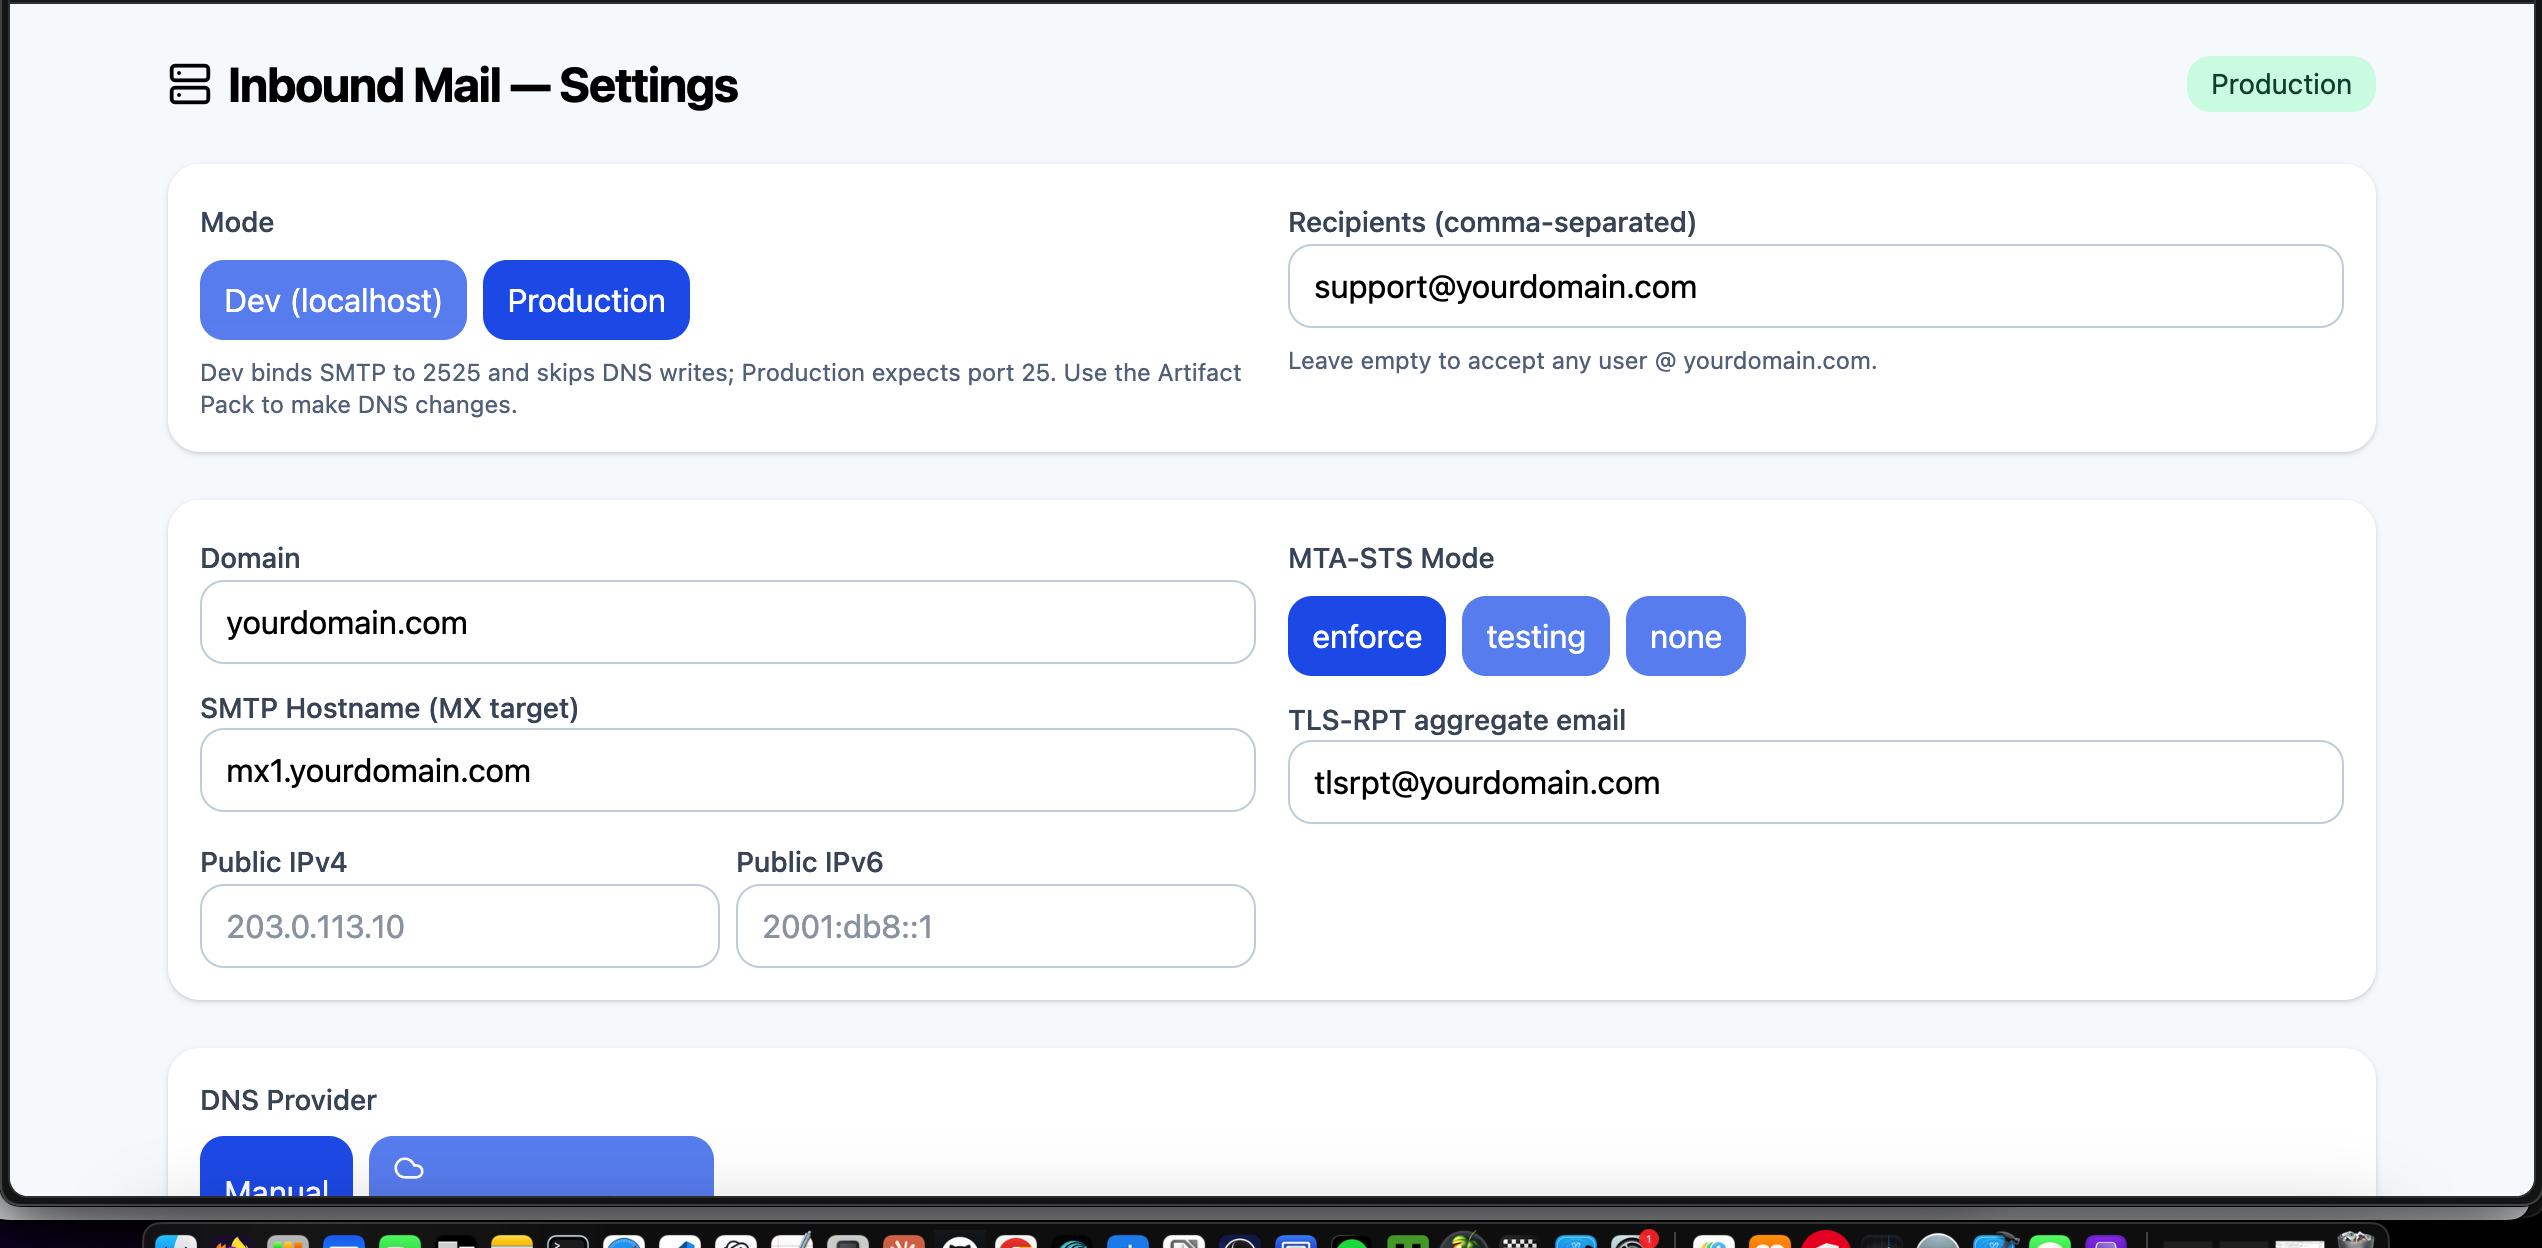 Inbound Mail — Settings
Production
Mode
Dev (localhost)
Production
Dev binds SMTP to 2525 and skips DNS writes; Production expects port 25. Use the Artifact
Pack to make DNS changes.
Recipients (comma-separated)
support@yourdomain.com
Leave empty to accept any user @ yourdomain.com.
Domain
yourdomain.com
SMTP Hostname (MX target)
mx1.yourdomain.com
Public IPv4
Public IPv6
203.0.113.10
2001:db8::1
MTA-STS Mode
enforce
testing
none
TLS-RPT aggregate email
tlsrpt@yourdomain.com
DNS Provider
Manual
1